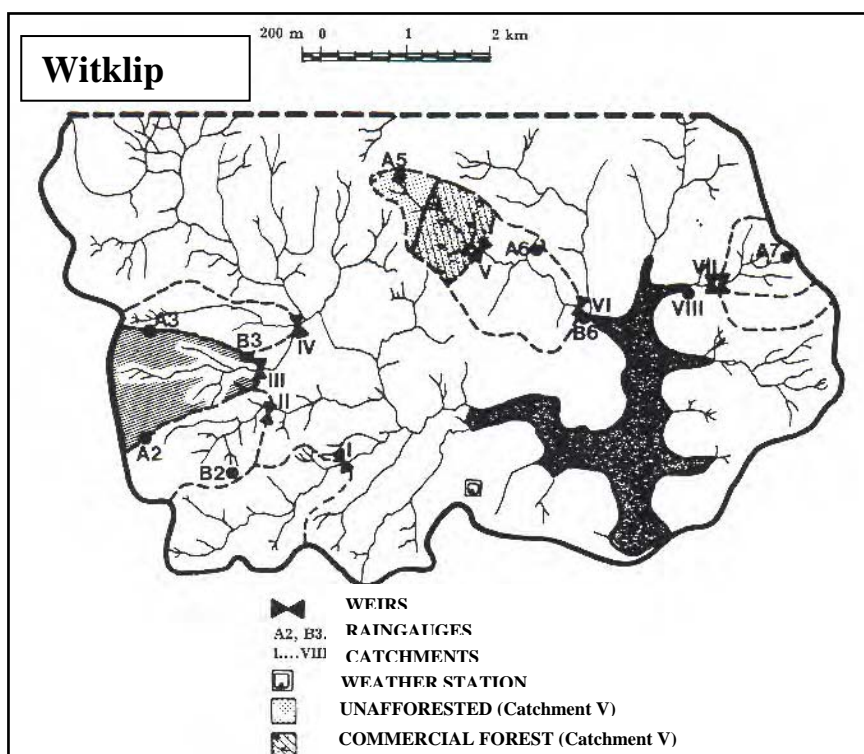 200 m 0 1 2 km
Witklip
A5
A6
A7
V
VII
VI
VIII
B6
A3
B3
IV
III
II
A2
B2
I
WEIRS
A2, B3. RAINGAUGES
I....VIII CATCHMENTS
WEATHER STATION
UNAFFORESTED (Catchment V)
COMMERCIAL FOREST (Catchment V)